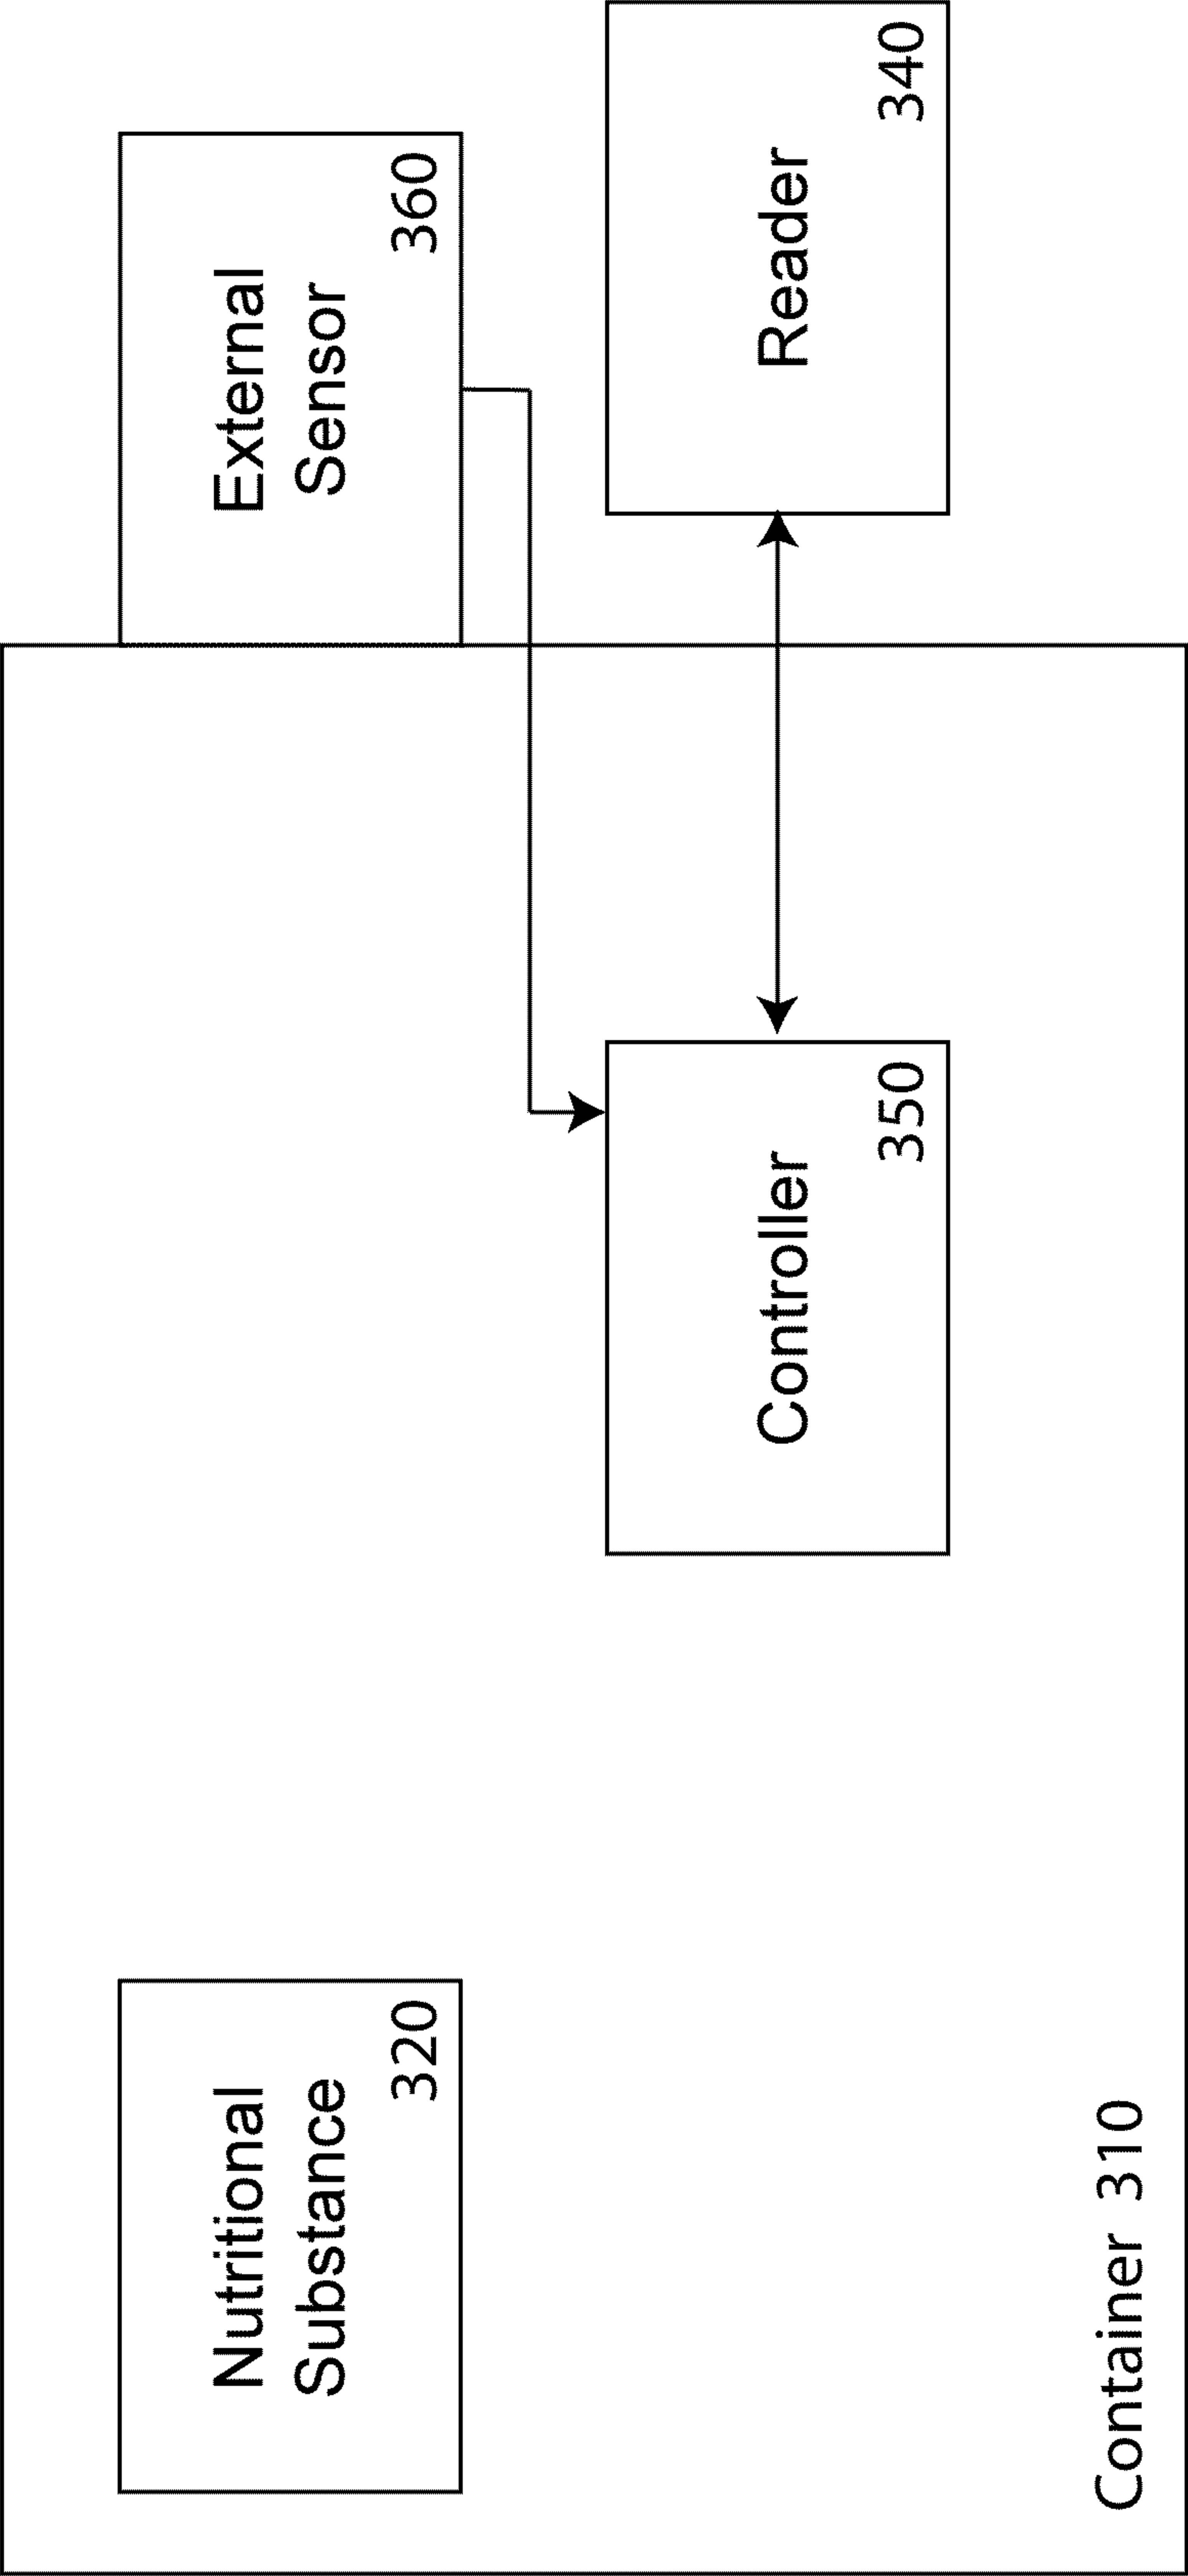 Nutritional
Substance
320
External
Sensor
360
Controller
350
Reader
340
Container 310